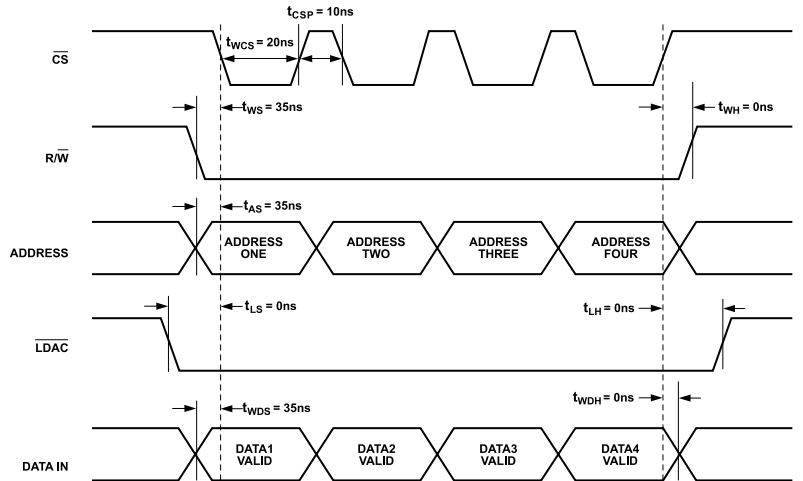 tCSP = 10ns
tWCS = 20ns
CS
tWS = 35ns
tWH = 0ns
R/W
tAS = 35ns
ADDRESS
ADDRESS ONE
ADDRESS TWO
ADDRESS THREE
ADDRESS FOUR
tLS = 0ns
tLH = 0ns
LDAC
tWDS = 35ns
tWDH = 0ns
DATA IN
DATA1 VALID
DATA2 VALID
DATA3 VALID
DATA4 VALID